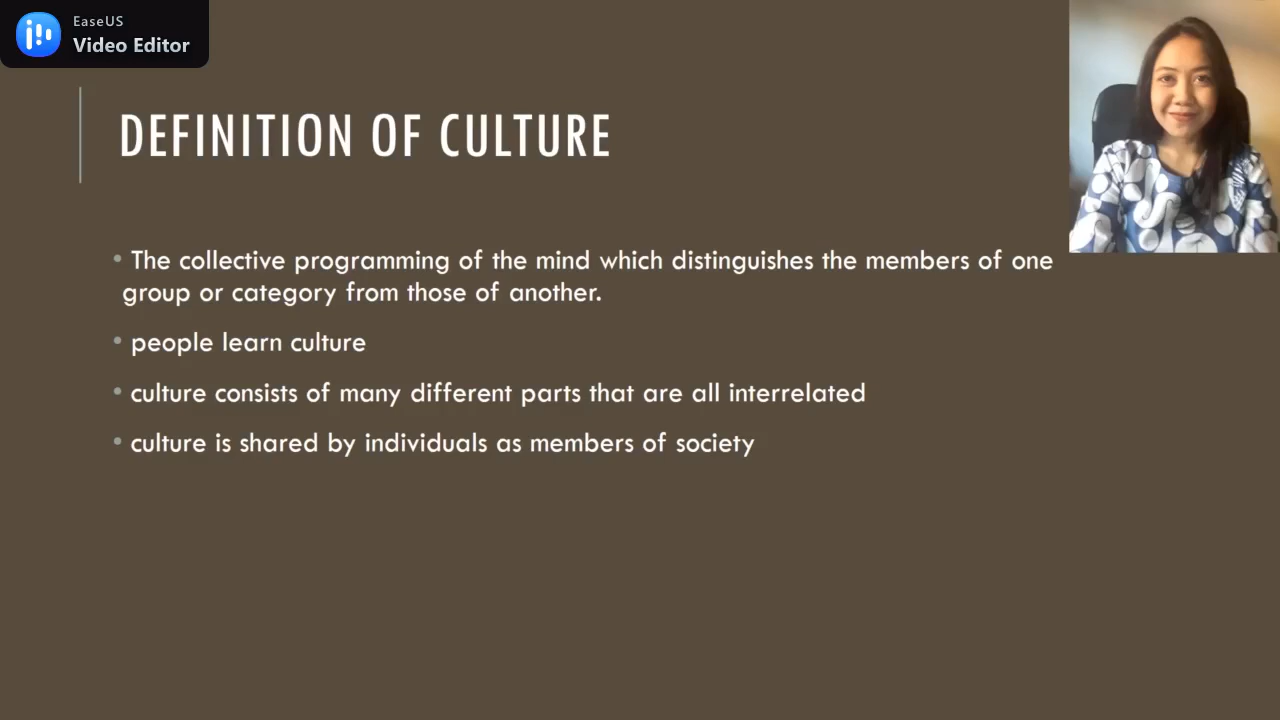 EaseUS
Video Editor
DEFINITION OF CULTURE
• The collective programming of the mind which distinguishes the members of one
group or category from those of another.
• people learn culture
• culture consists of many different parts that are all interrelated
• culture is shared by individuals as members of society